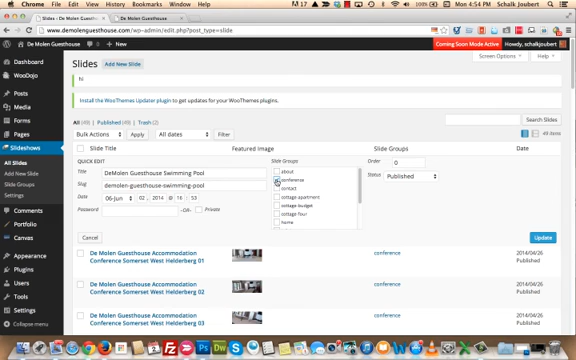 Chrome File Edit View History Bookmarks Window Help
Mon 4:54 PM Schalk Joubert
Slides ‹ De Molen Guesthouse
De Molen Guesthouse
www.demolenguesthouse.com/wp-admin/edit.php?post_type=slide
De Molen Guesthouse 0 + New Coming Soon Mode Active Howdy, schalkjoubert
Dashboard
WooDojo
Posts
Media
Forms
Pages
Slideshows
All Slides
Add New Slide
Slide Groups
Settings
Comments
Portfolio
Canvas
Appearance
Plugins
Users
Tools
Settings
Collapse menu
Screen Options Help
Slides Add New Slide
hi
Install the WooThemes Updater plugin to get updates for your WooThemes plugins.
All (49) | Published (49) | Trash (2)
Search Slides
Bulk Actions Apply All dates Filter
49 items
Slide Title Featured Image Slide Groups Date
QUICK EDIT
Title DeMolen Guesthouse Swimming Pool
Slug demolen-guesthouse-swimming-pool
Date 06-Jun 02 , 2014 @ 16 : 53
Password –OR– Private
Slide Groups
about
conference
contact
cottage-apartment
cottage-budget
cottage-four
home
Order 0
Status Published
Cancel Update
De Molen Guesthouse Accommodation
Conference Somerset West Helderberg 01
conference
2014/04/26
Published
De Molen Guesthouse Accommodation
Conference Somerset West Helderberg 02
conference
2014/04/26
Published
De Molen Guesthouse Accommodation
Conference Somerset West Helderberg 03
conference
2014/04/26
Published